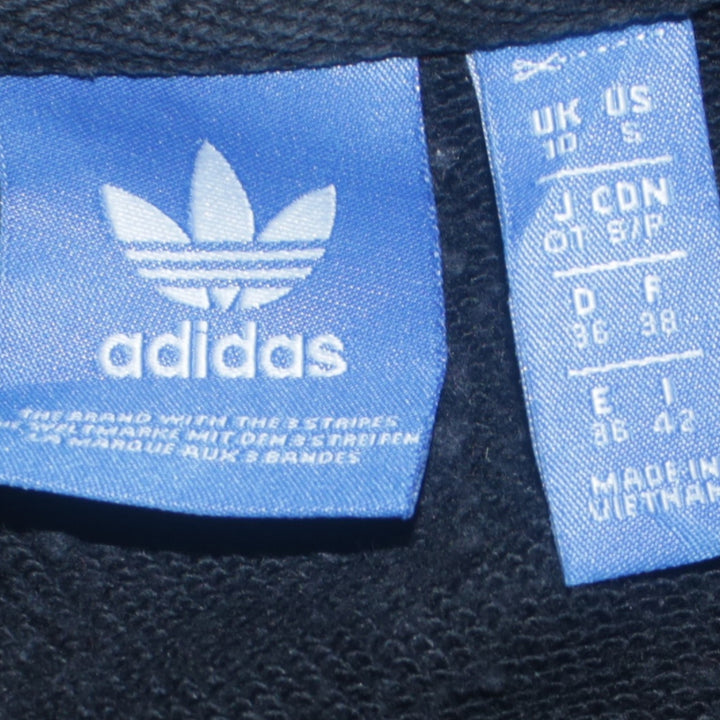 adidas
THE BRAND WITH THE 3 STRIPES
DIE WELTMARKE MIT DEN 3 STREIFEN
LA MARQUE AUX 3 BANDES
UK US
10 S
J CDN
OT S/P
D F
36 38
E I
36 42
MADE IN
VIETNAM